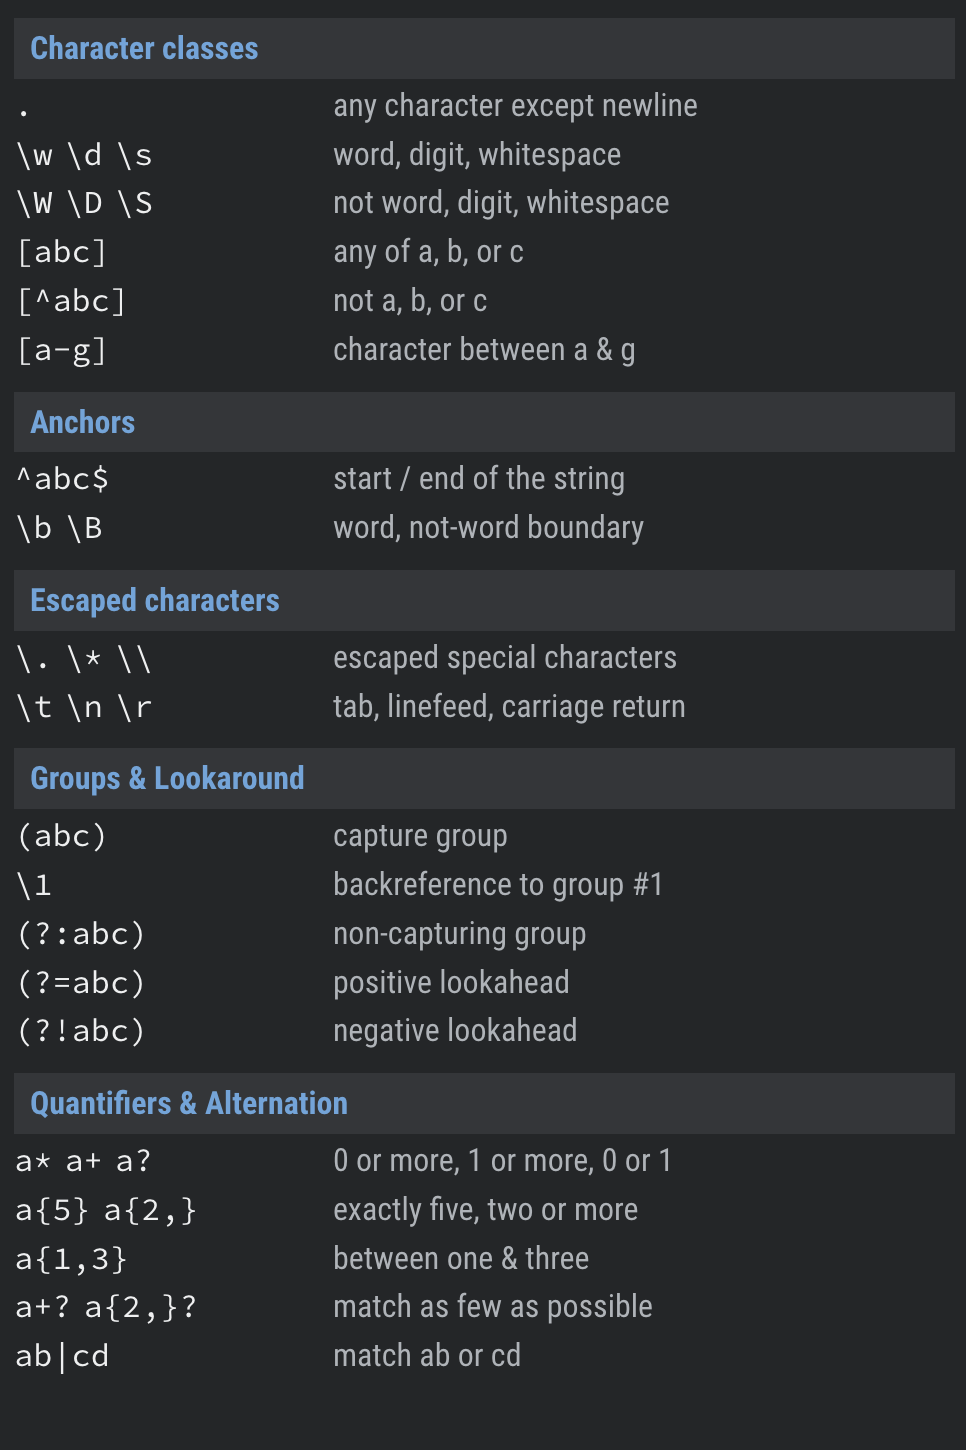 Character classes
. any character except newline
\w \d \s word, digit, whitespace
\W \D \S not word, digit, whitespace
[abc] any of a, b, or c
[^abc] not a, b, or c
[a-g] character between a & g
Anchors
^abc$ start / end of the string
\b \B word, not-word boundary
Escaped characters
\. \* \\ escaped special characters
\t \n \r tab, linefeed, carriage return
Groups & Lookaround
(abc) capture group
\1 backreference to group #1
(?:abc) non-capturing group
(?=abc) positive lookahead
(?!abc) negative lookahead
Quantifiers & Alternation
a* a+ a? 0 or more, 1 or more, 0 or 1
a{5} a{2,} exactly five, two or more
a{1,3} between one & three
a+? a{2,}? match as few as possible
ab|cd match ab or cd